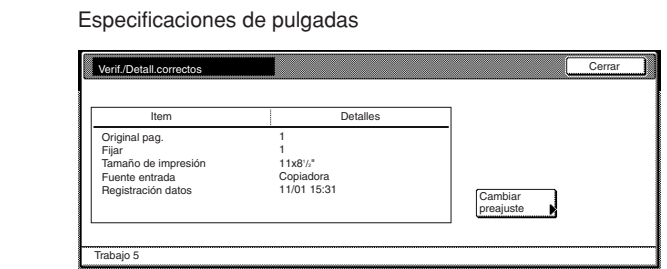 Especificaciones de pulgadas
Verif./Detall.correctos
Cerrar
Item Detalles
Original pag. 1
Fijar 1
Tamaño de impresión 11x8½"
Fuente entrada Copiadora
Registración datos 11/01 15:31
Cambiar
preajuste
Trabajo 5